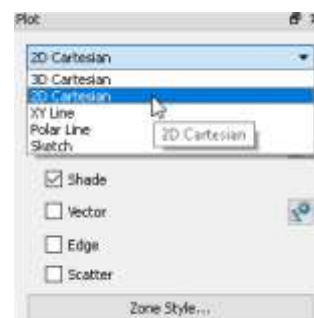 Plot
2D Cartesian
3D Cartesian
2D Cartesian
XY Line
Polar Line
Sketch
2D Cartesian
Shade
Vector
Edge
Scatter
Zone Style...